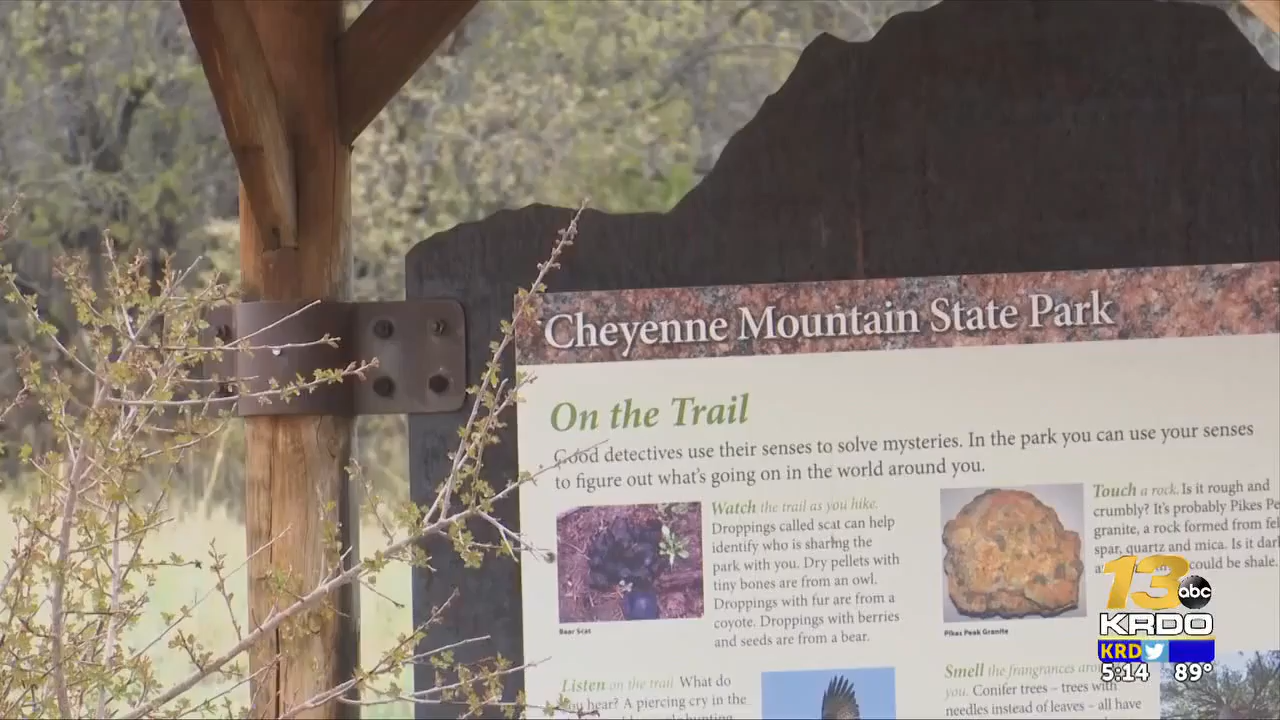 Cheyenne Mountain State Park
On the Trail
Good detectives use their senses to solve mysteries. In the park you can use your senses
to figure out what's going on in the world around you.
Watch the trail as you hike.
Droppings called scat can help
identify who is sharing the
park with you. Dry pellets with
tiny bones are from an owl.
Droppings with fur are from a
coyote. Droppings with berries
and seeds are from a bear.
Bear Scat
Touch a rock. Is it rough and
crumbly? It's probably Pikes Pe
granite, a rock formed from fel
spar, quartz and mica. Is it dark
could be shale.
Pikes Peak Granite
Listen on the trail. What do
you hear? A piercing cry in the
hunting
Smell the frangrances arou
you. Conifer trees – trees with
needles instead of leaves – all have
13 abc
KRDO
KRD
5:14 89°